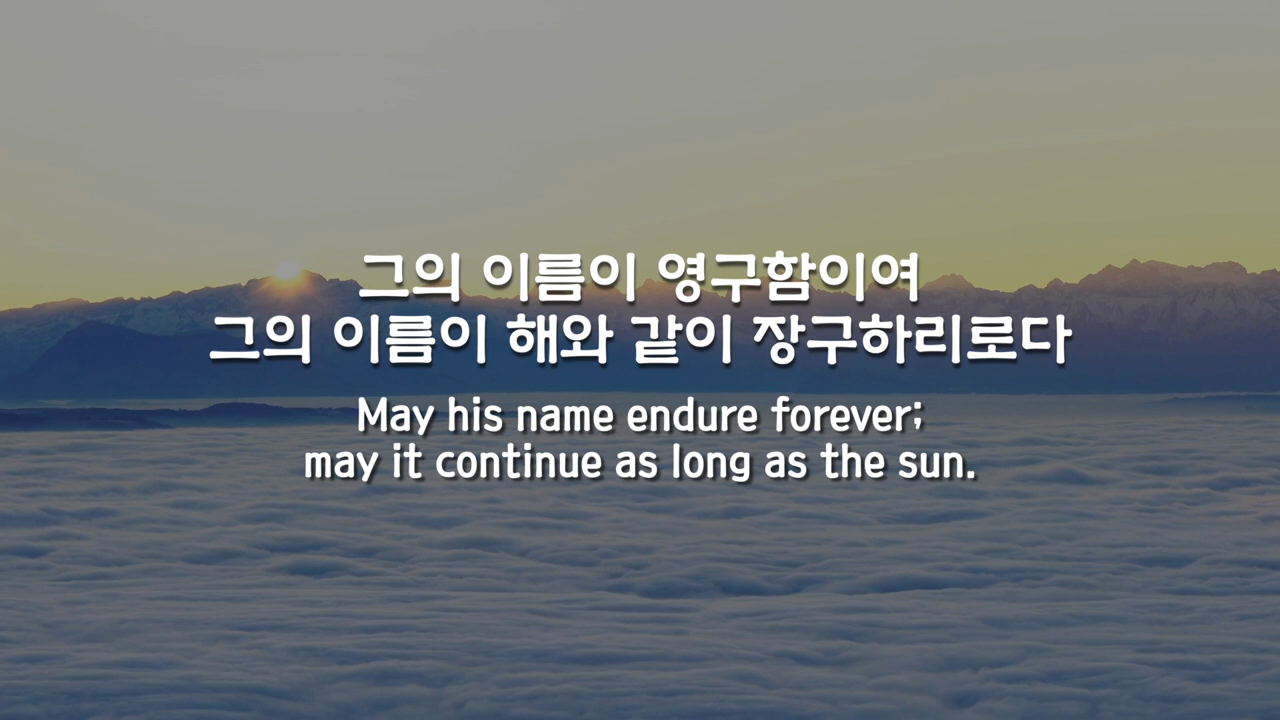 그의 이름이 영구함이여
그의 이름이 해와 같이 장구하리로다
May his name endure forever;
may it continue as long as the sun.